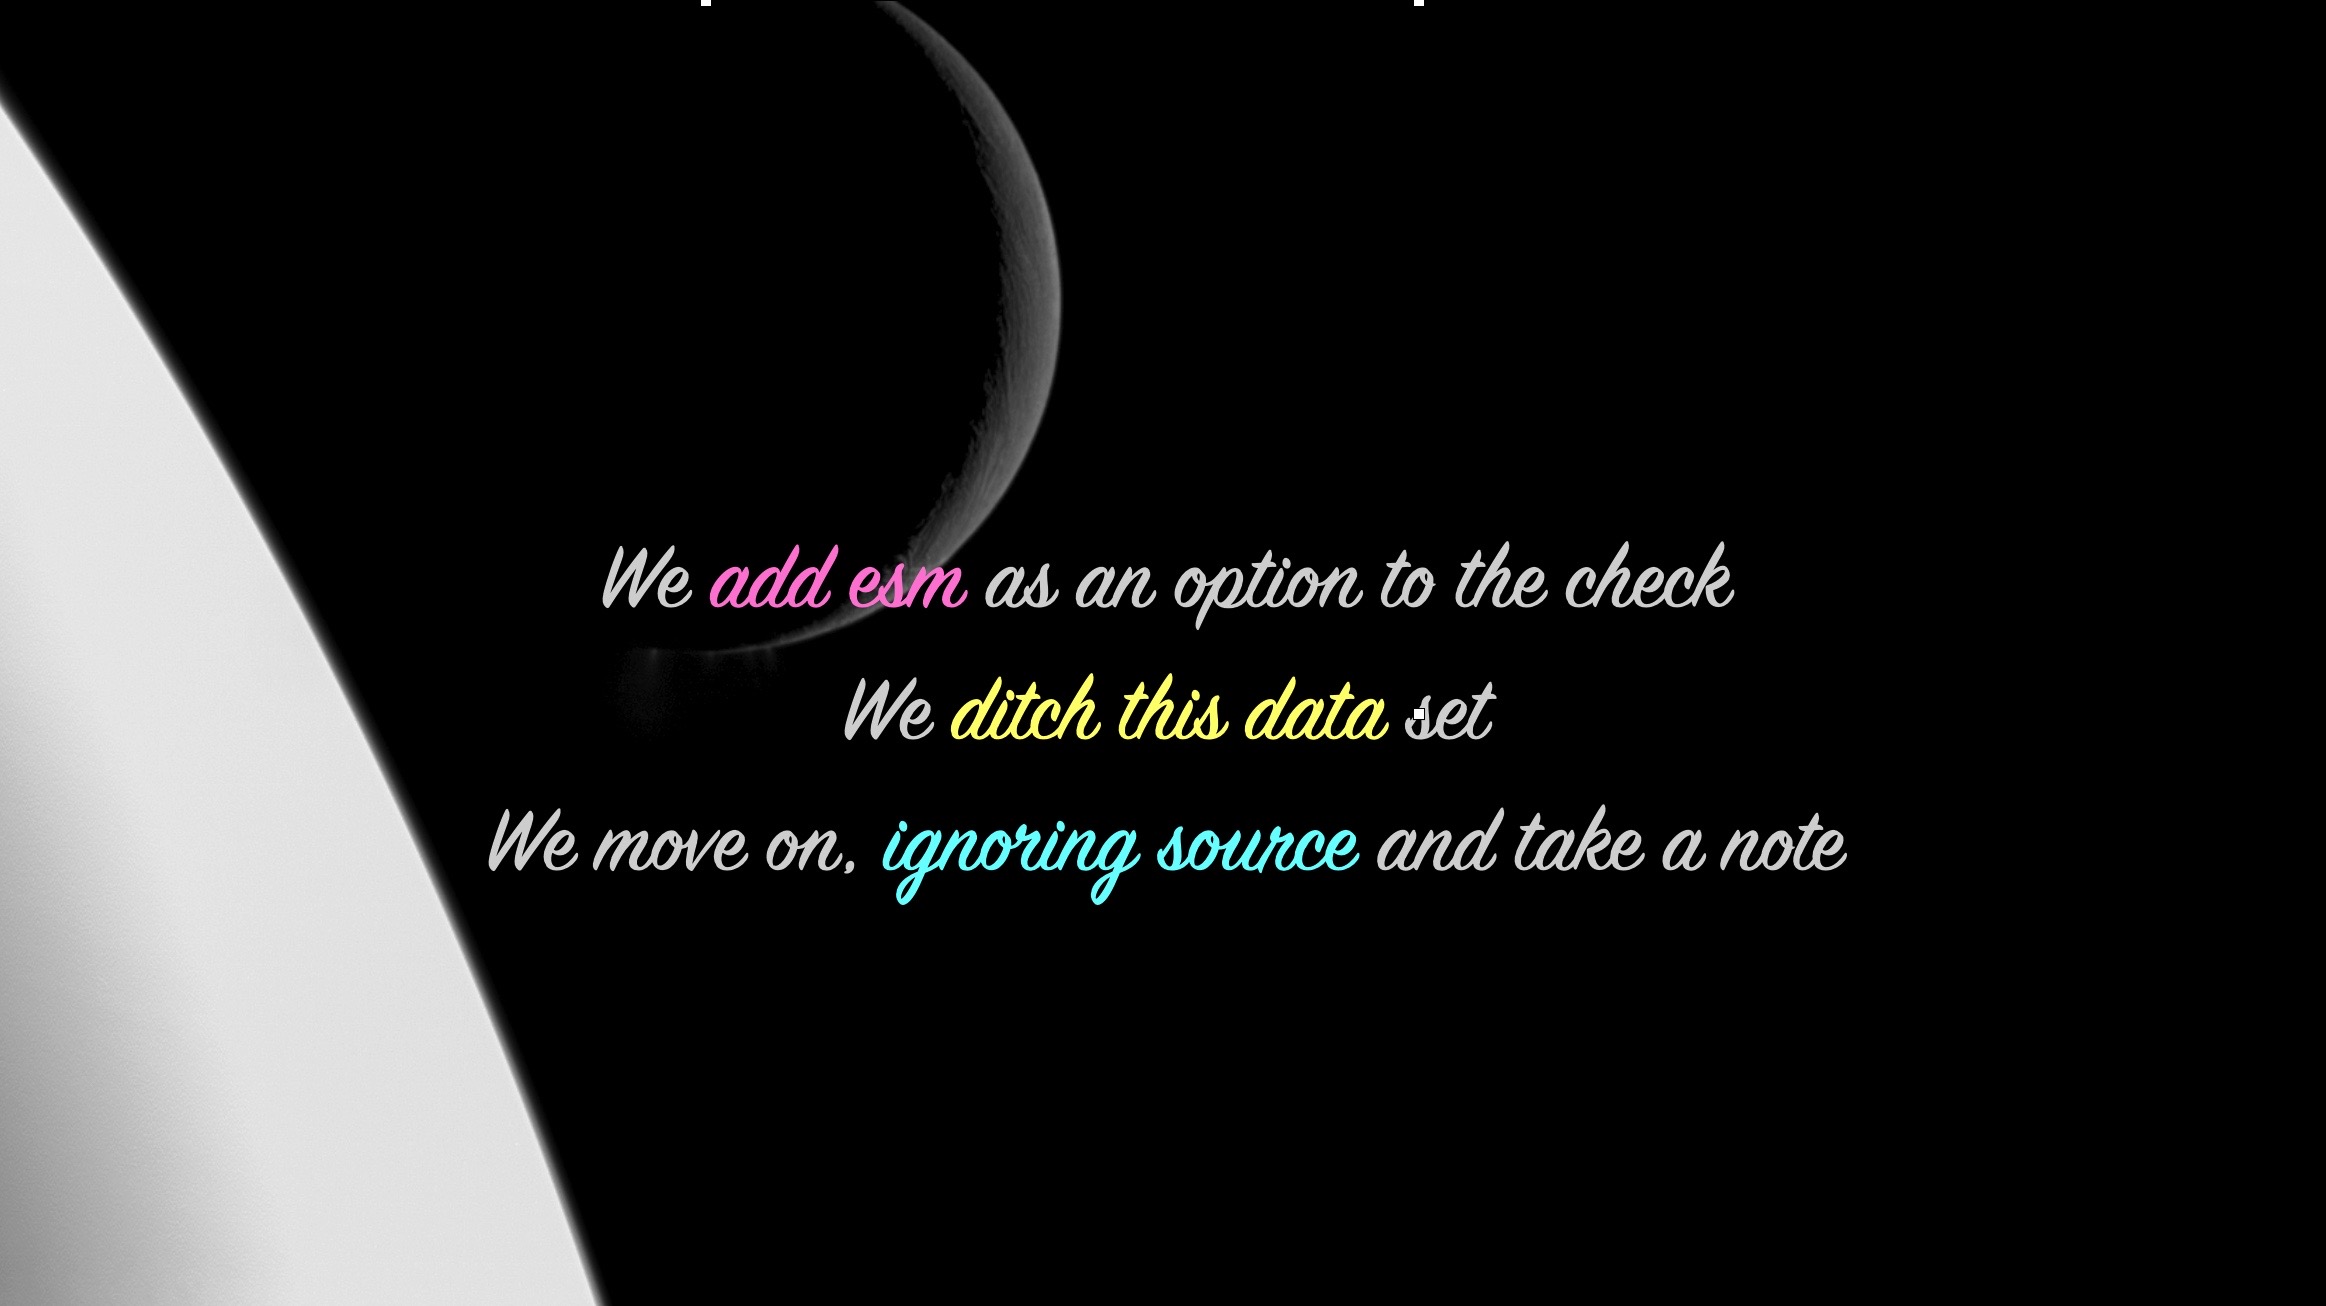 We add esm as an option to the check
We ditch this data set
We move on, ignoring source and take a note